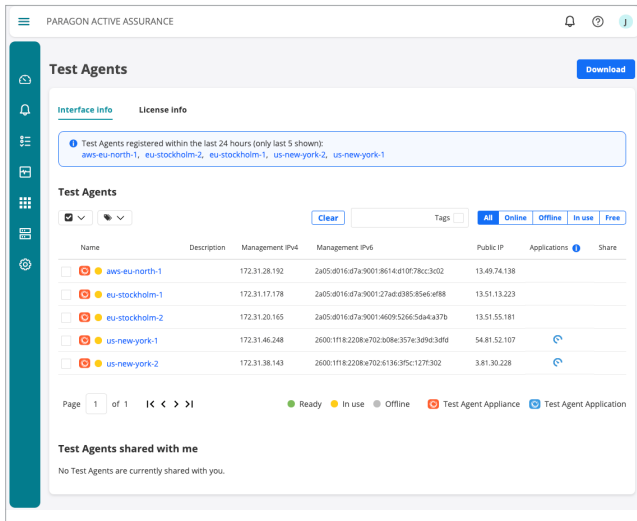 PARAGON ACTIVE ASSURANCE
J
Test Agents
Download
Interface info License info
Test Agents registered within the last 24 hours (only last 5 shown):
aws-eu-north-1, eu-stockholm-2, eu-stockholm-1, us-new-york-2, us-new-york-1
Test Agents
Clear Tags All Online Offline In use Free
Name Description Management IPv4 Management IPv6 Public IP Applications Share
aws-eu-north-1 172.31.28.192 2a05:d016:d7a:9001:8614:d10f:78cc:3c02 13.49.74.138
eu-stockholm-1 172.31.17.178 2a05:d016:d7a:9001:27ad:d385:85e6:ef88 13.51.13.223
eu-stockholm-2 172.31.20.165 2a05:d016:d7a:9001:4609:5266:5da4:a37b 13.51.55.181
us-new-york-1 172.31.46.248 2600:1f18:2208:e702:b08e:357e:3d9d:3dfd 54.81.52.107
us-new-york-2 172.31.38.143 2600:1f18:2208:e702:6136:3f5c:127f:302 3.81.30.228
Page 1 of 1 Ready In use Offline Test Agent Appliance Test Agent Application
Test Agents shared with me
No Test Agents are currently shared with you.